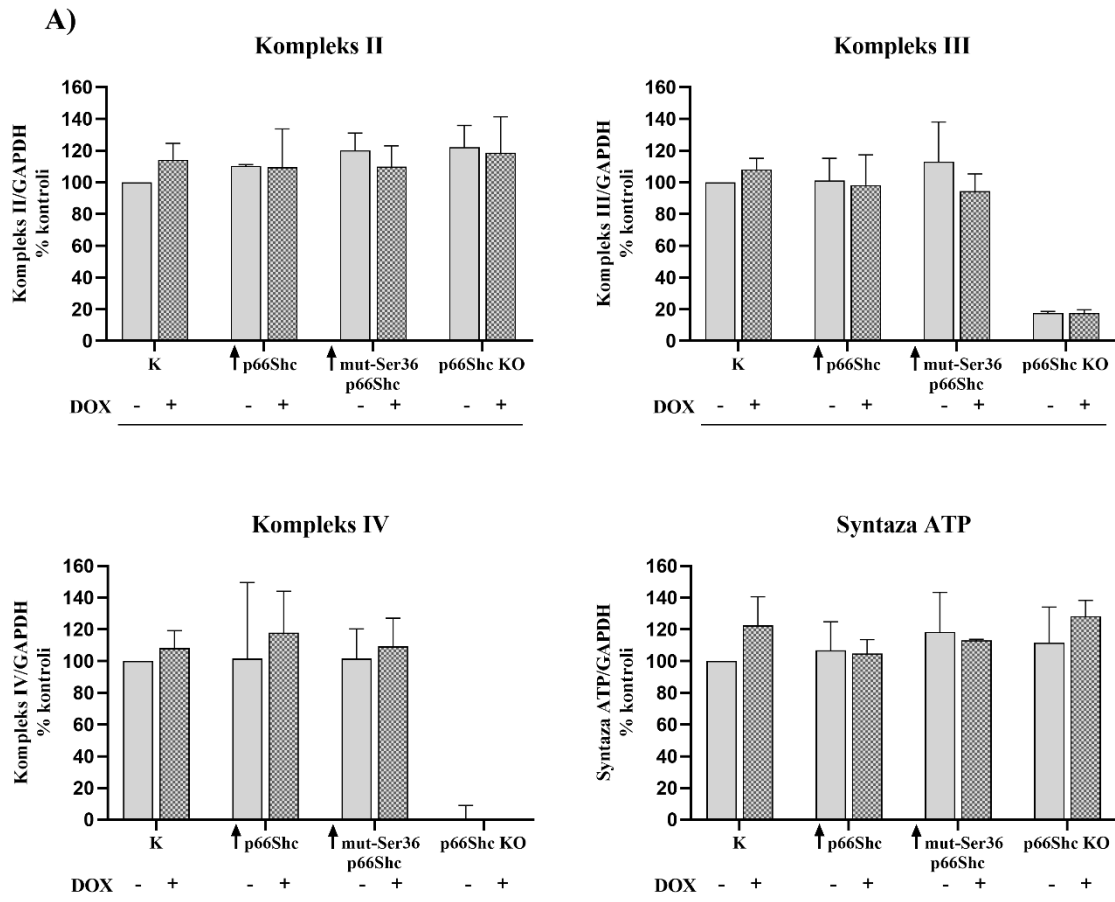 A)
Kompleks II
Kompleks II/GAPDH
% kontroli
160
140
120
100
80
60
40
20
0
K
↑ p66Shc
↑ mut-Ser36
p66Shc
p66Shc KO
DOX - + - + - + - +
Kompleks III
Kompleks III/GAPDH
% kontroli
160
140
120
100
80
60
40
20
0
K
↑ p66Shc
↑ mut-Ser36
p66Shc
p66Shc KO
DOX - + - + - + - +
Kompleks IV
Kompleks IV/GAPDH
% kontroli
160
140
120
100
80
60
40
20
0
K
↑ p66Shc
↑ mut-Ser36
p66Shc
p66Shc KO
DOX - + - + - + - +
Syntaza ATP
Syntaza ATP/GAPDH
% kontroli
160
140
120
100
80
60
40
20
0
K
↑ p66Shc
↑ mut-Ser36
p66Shc
p66Shc KO
DOX - + - + - + - +